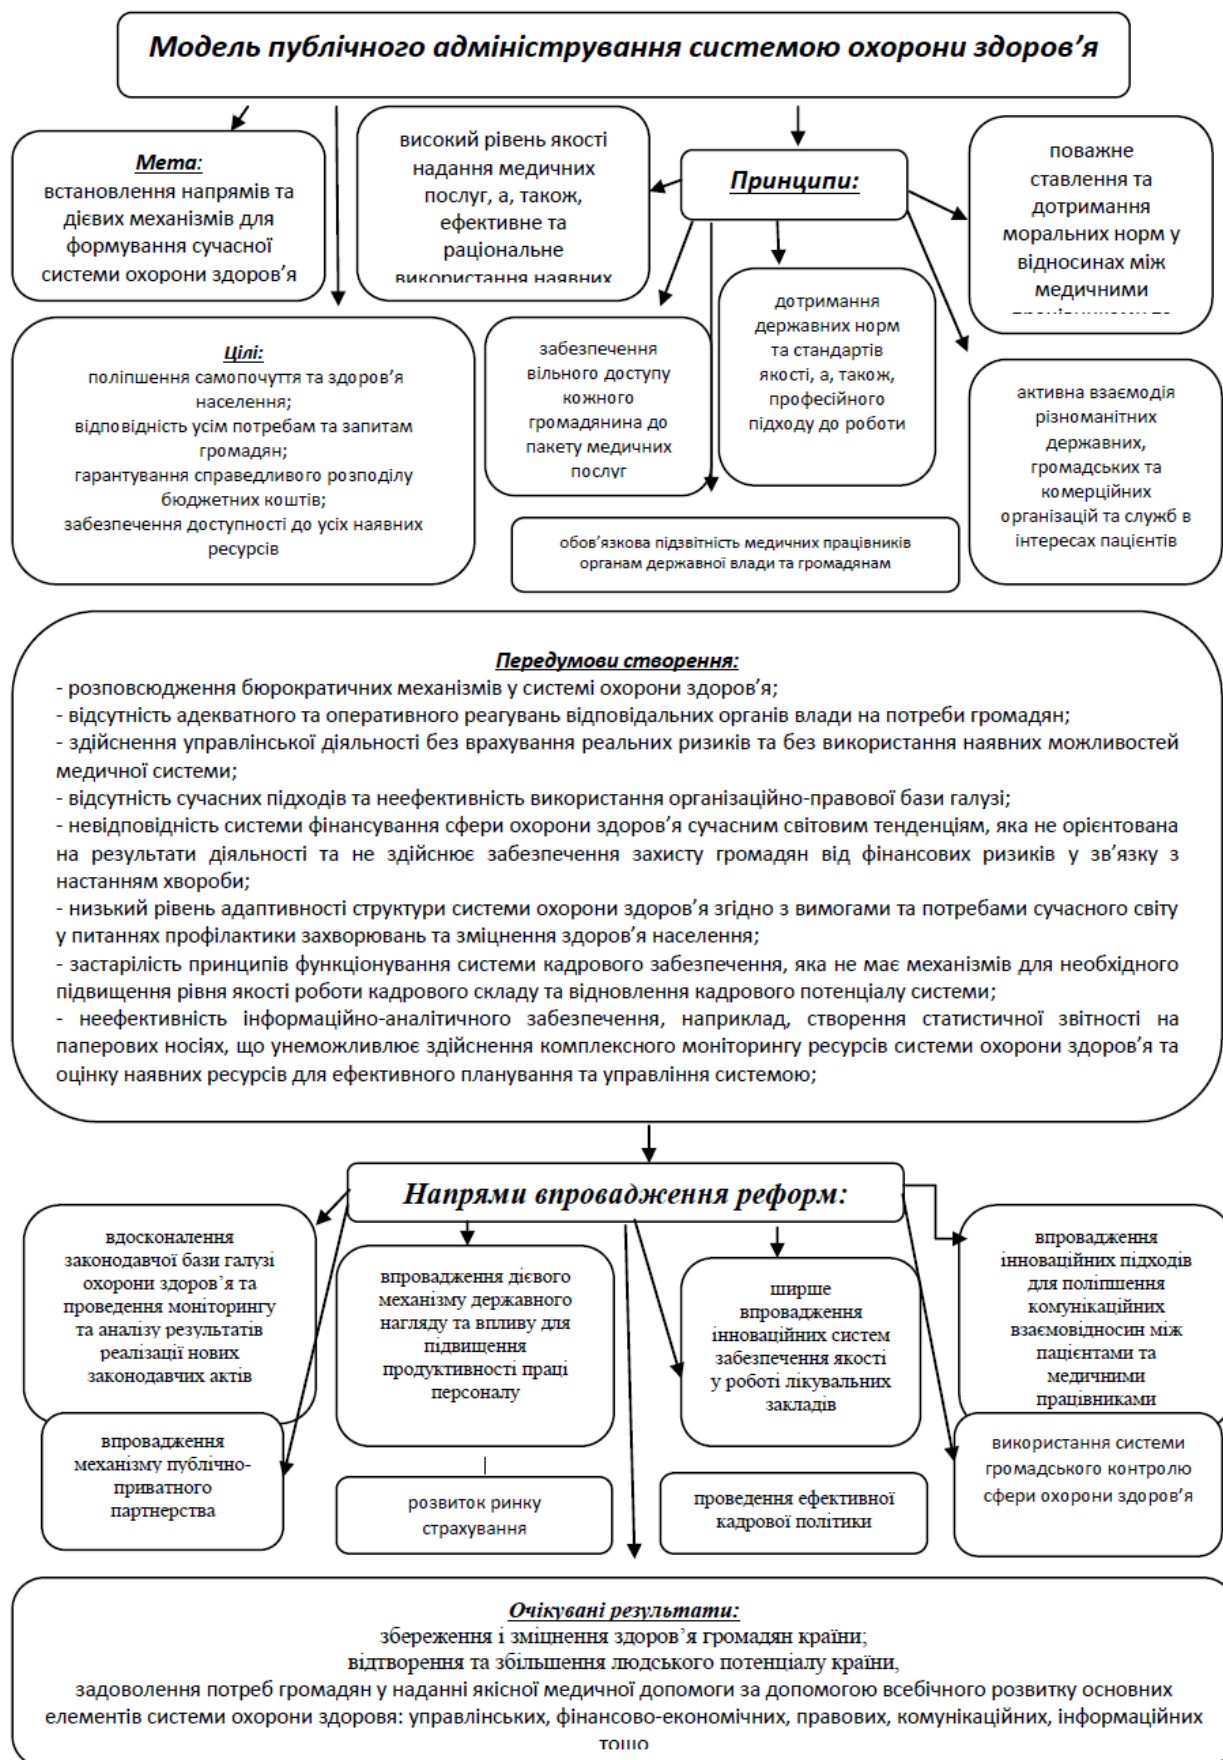 Модель публічного адміністрування системою охорони здоров’я
Мета:
встановлення напрямів та
дієвих механізмів для
формування сучасної
системи охорони здоров’я
високий рівень якості
надання медичних
послуг, а, також,
ефективне та
раціональне
використання наявних
Принципи:
поважне
ставлення та
дотримання
моральних норм у
відносинах між
медичними
Цілі:
поліпшення самопочуття та здоров’я
населення;
відповідність усім потребам та запитам
громадян;
гарантування справедливого розподілу
бюджетних коштів;
забезпечення доступності до усіх наявних
ресурсів
забезпечення
вільного доступу
кожного
громадянина до
пакету медичних
послуг
дотримання
державних норм
та стандартів
якості, а, також,
професійного
підходу до роботи
активна взаємодія
різноманітних
державних,
громадських та
комерційних
організацій та служб в
інтересах пацієнтів
обов’язкова підзвітність медичних працівників
органам державної влади та громадянам
Передумови створення:
- розповсюдження бюрократичних механізмів у системі охорони здоров’я;
- відсутність адекватного та оперативного реагувань відповідальних органів влади на потреби громадян;
- здійснення управлінської діяльності без врахування реальних ризиків та без використання наявних можливостей
медичної системи;
- відсутність сучасних підходів та неефективність використання організаційно-правової бази галузі;
- невідповідність системи фінансування сфери охорони здоров’я сучасним світовим тенденціям, яка не орієнтована
на результати діяльності та не здійснює забезпечення захисту громадян від фінансових ризиків у зв’язку з
настанням хвороби;
- низький рівень адаптивності структури системи охорони здоров’я згідно з вимогами та потребами сучасного світу
у питаннях профілактики захворювань та зміцнення здоров’я населення;
- застарілість принципів функціонування системи кадрового забезпечення, яка не має механізмів для необхідного
підвищення рівня якості роботи кадрового складу та відновлення кадрового потенціалу системи;
- неефективність інформаційно-аналітичного забезпечення, наприклад, створення статистичної звітності на
паперових носіях, що унеможливлює здійснення комплексного моніторингу ресурсів системи охорони здоров’я та
оцінку наявних ресурсів для ефективного планування та управління системою;
Напрями впровадження реформ:
вдосконалення
законодавчої бази галузі
охорони здоров’я та
проведення моніторингу
та аналізу результатів
реалізації нових
законодавчих актів
впровадження дієвого
механізму державного
нагляду та впливу для
підвищення
продуктивності праці
персоналу
ширше
впровадження
інноваційних систем
забезпечення якості
у роботі лікувальних
закладів
впровадження
інноваційних підходів
для поліпшення
комунікаційних
взаємовідносин між
пацієнтами та
медичними
працівниками
впровадження
механізму публічно-
приватного
партнерства
розвиток ринку
страхування
проведення ефективної
кадрової політики
використання системи
громадського контролю
сфери охорони здоров’я
Очікувані результати:
збереження і зміцнення здоров’я громадян країни;
відтворення та збільшення людського потенціалу країни,
задоволення потреб громадян у наданні якісної медичної допомоги за допомогою всебічного розвитку основних
елементів системи охорони здоровя: управлінських, фінансово-економічних, правових, комунікаційних, інформаційних
тощо